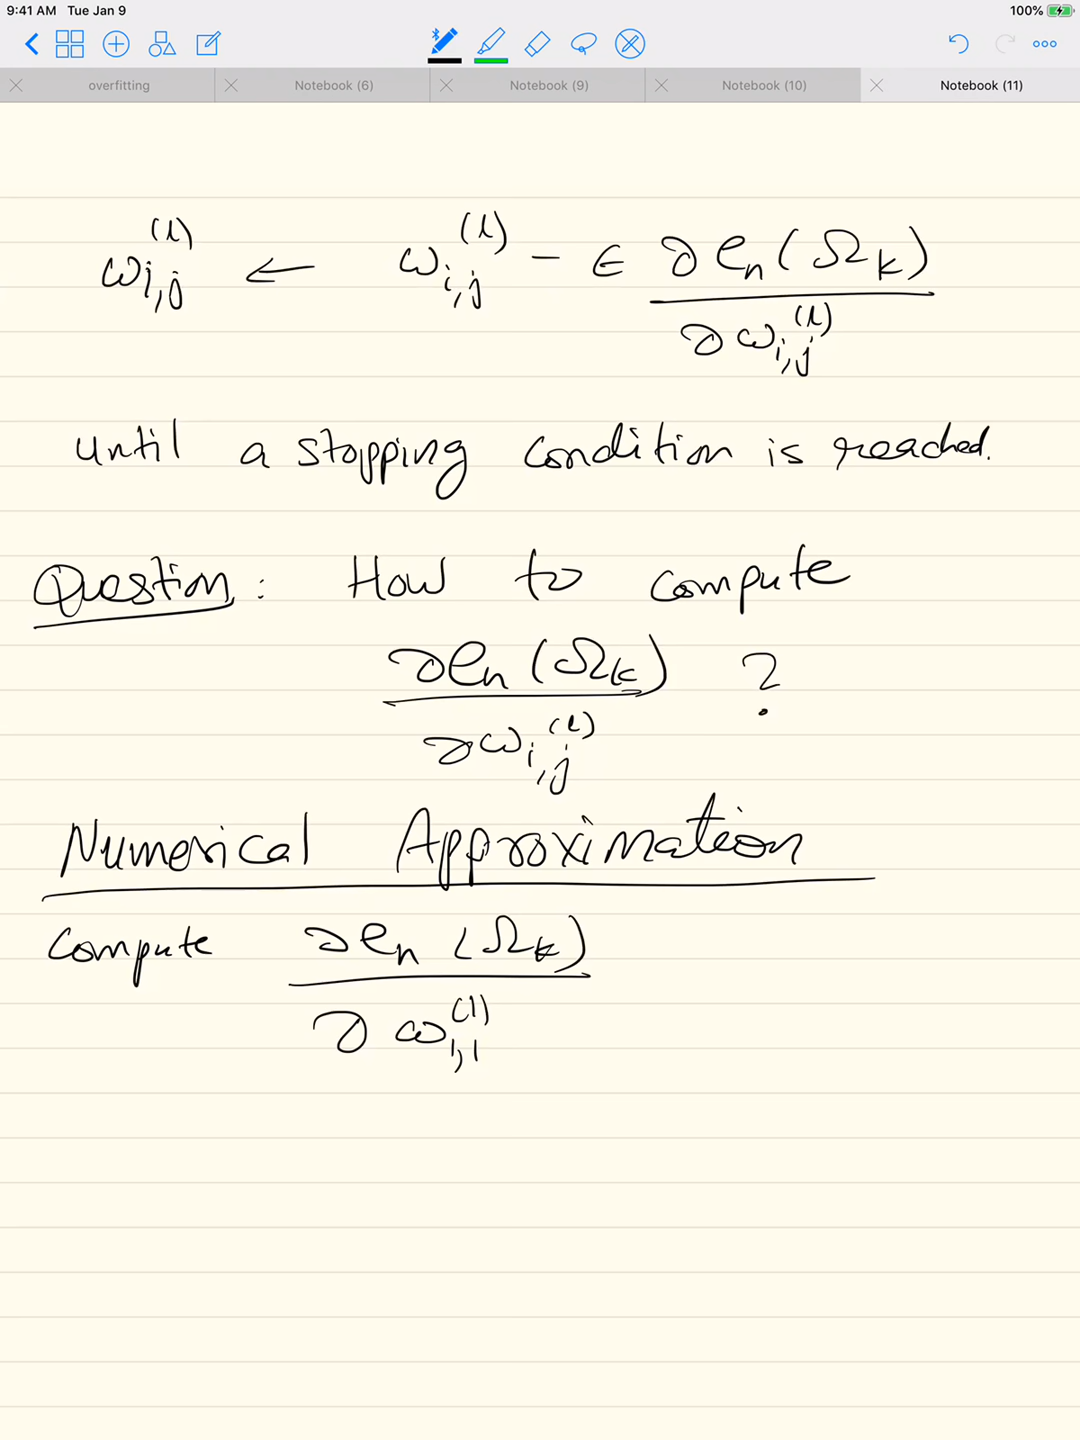 9:41 AM Tue Jan 9 100%
overfitting Notebook (6) Notebook (9) Notebook (10) Notebook (11)
ω_{i,j}^{(l)} ← ω_{i,j}^{(l)} - ϵ ∂e_n(Ω_k) / ∂ω_{i,j}^{(l)}
until a stopping condition is reached.
Question: How to compute
∂e_n(Ω_k) / ∂ω_{i,j}^{(l)} ?
Numerical Approximation
Compute ∂e_n(Ω_k) / ∂ω_{1,1}^{(1)}